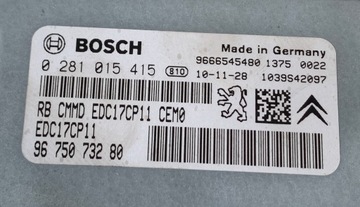 BOSCH
Made in Germany
9666545480 1375 0022
0 281 015 415 810 10-11-28 1039S42097
RB CMMD EDC17CP11 CEM0
EDC17CP11
96 750 732 80